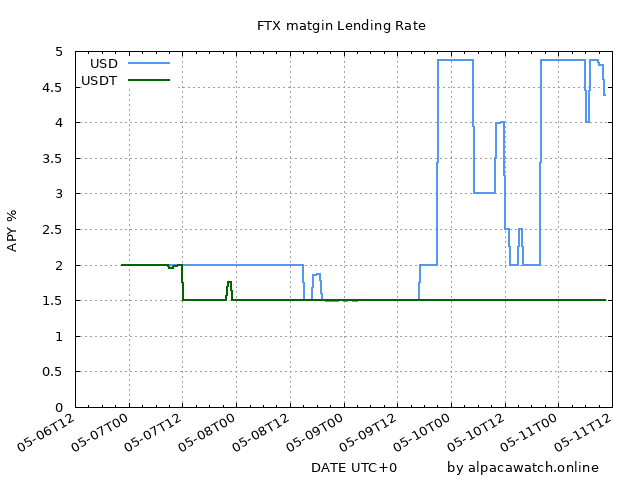 FTX matgin Lending Rate
USD
USDT
5
4.5
4
3.5
3
2.5
2
1.5
1
0.5
0
APY %
05-06T12
05-07T00
05-07T12
05-08T00
05-08T12
05-09T00
05-09T12
05-10T00
05-10T12
05-11T00
05-11T12
DATE UTC+0
by alpacawatch.online